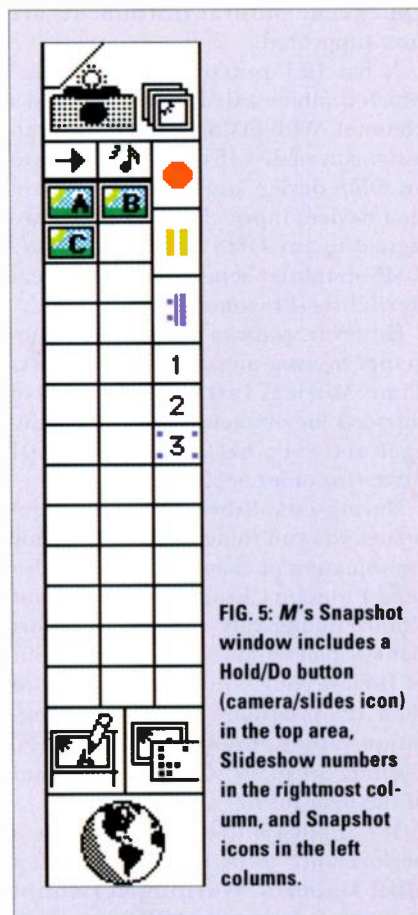 A B
C
1
2
3
FIG. 5: M's Snapshot
window includes a
Hold/Do button
(camera/slides icon)
in the top area,
Slideshow numbers
in the rightmost col-
umn, and Snapshot
icons in the left
columns.